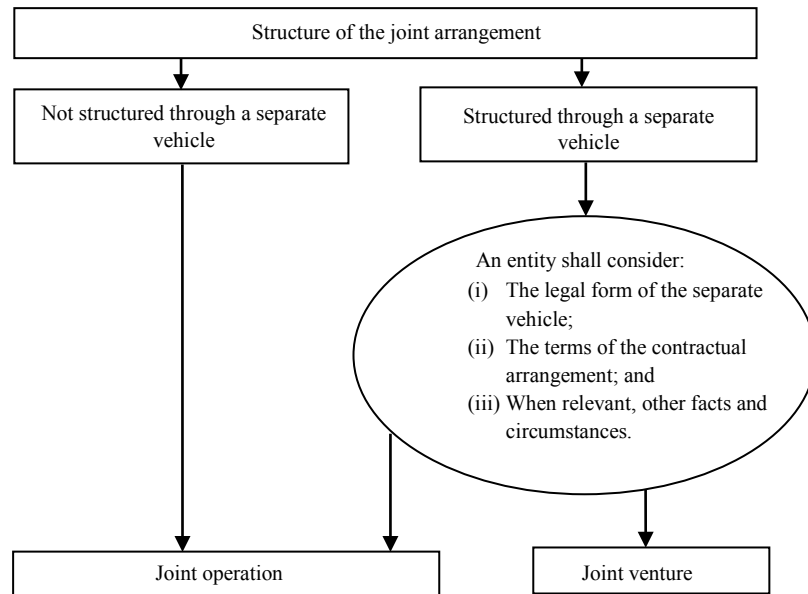 Structure of the joint arrangement
Not structured through a separate
vehicle
Structured through a separate
vehicle
An entity shall consider:
(i) The legal form of the separate
vehicle;
(ii) The terms of the contractual
arrangement; and
(iii) When relevant, other facts and
circumstances.
Joint operation
Joint venture